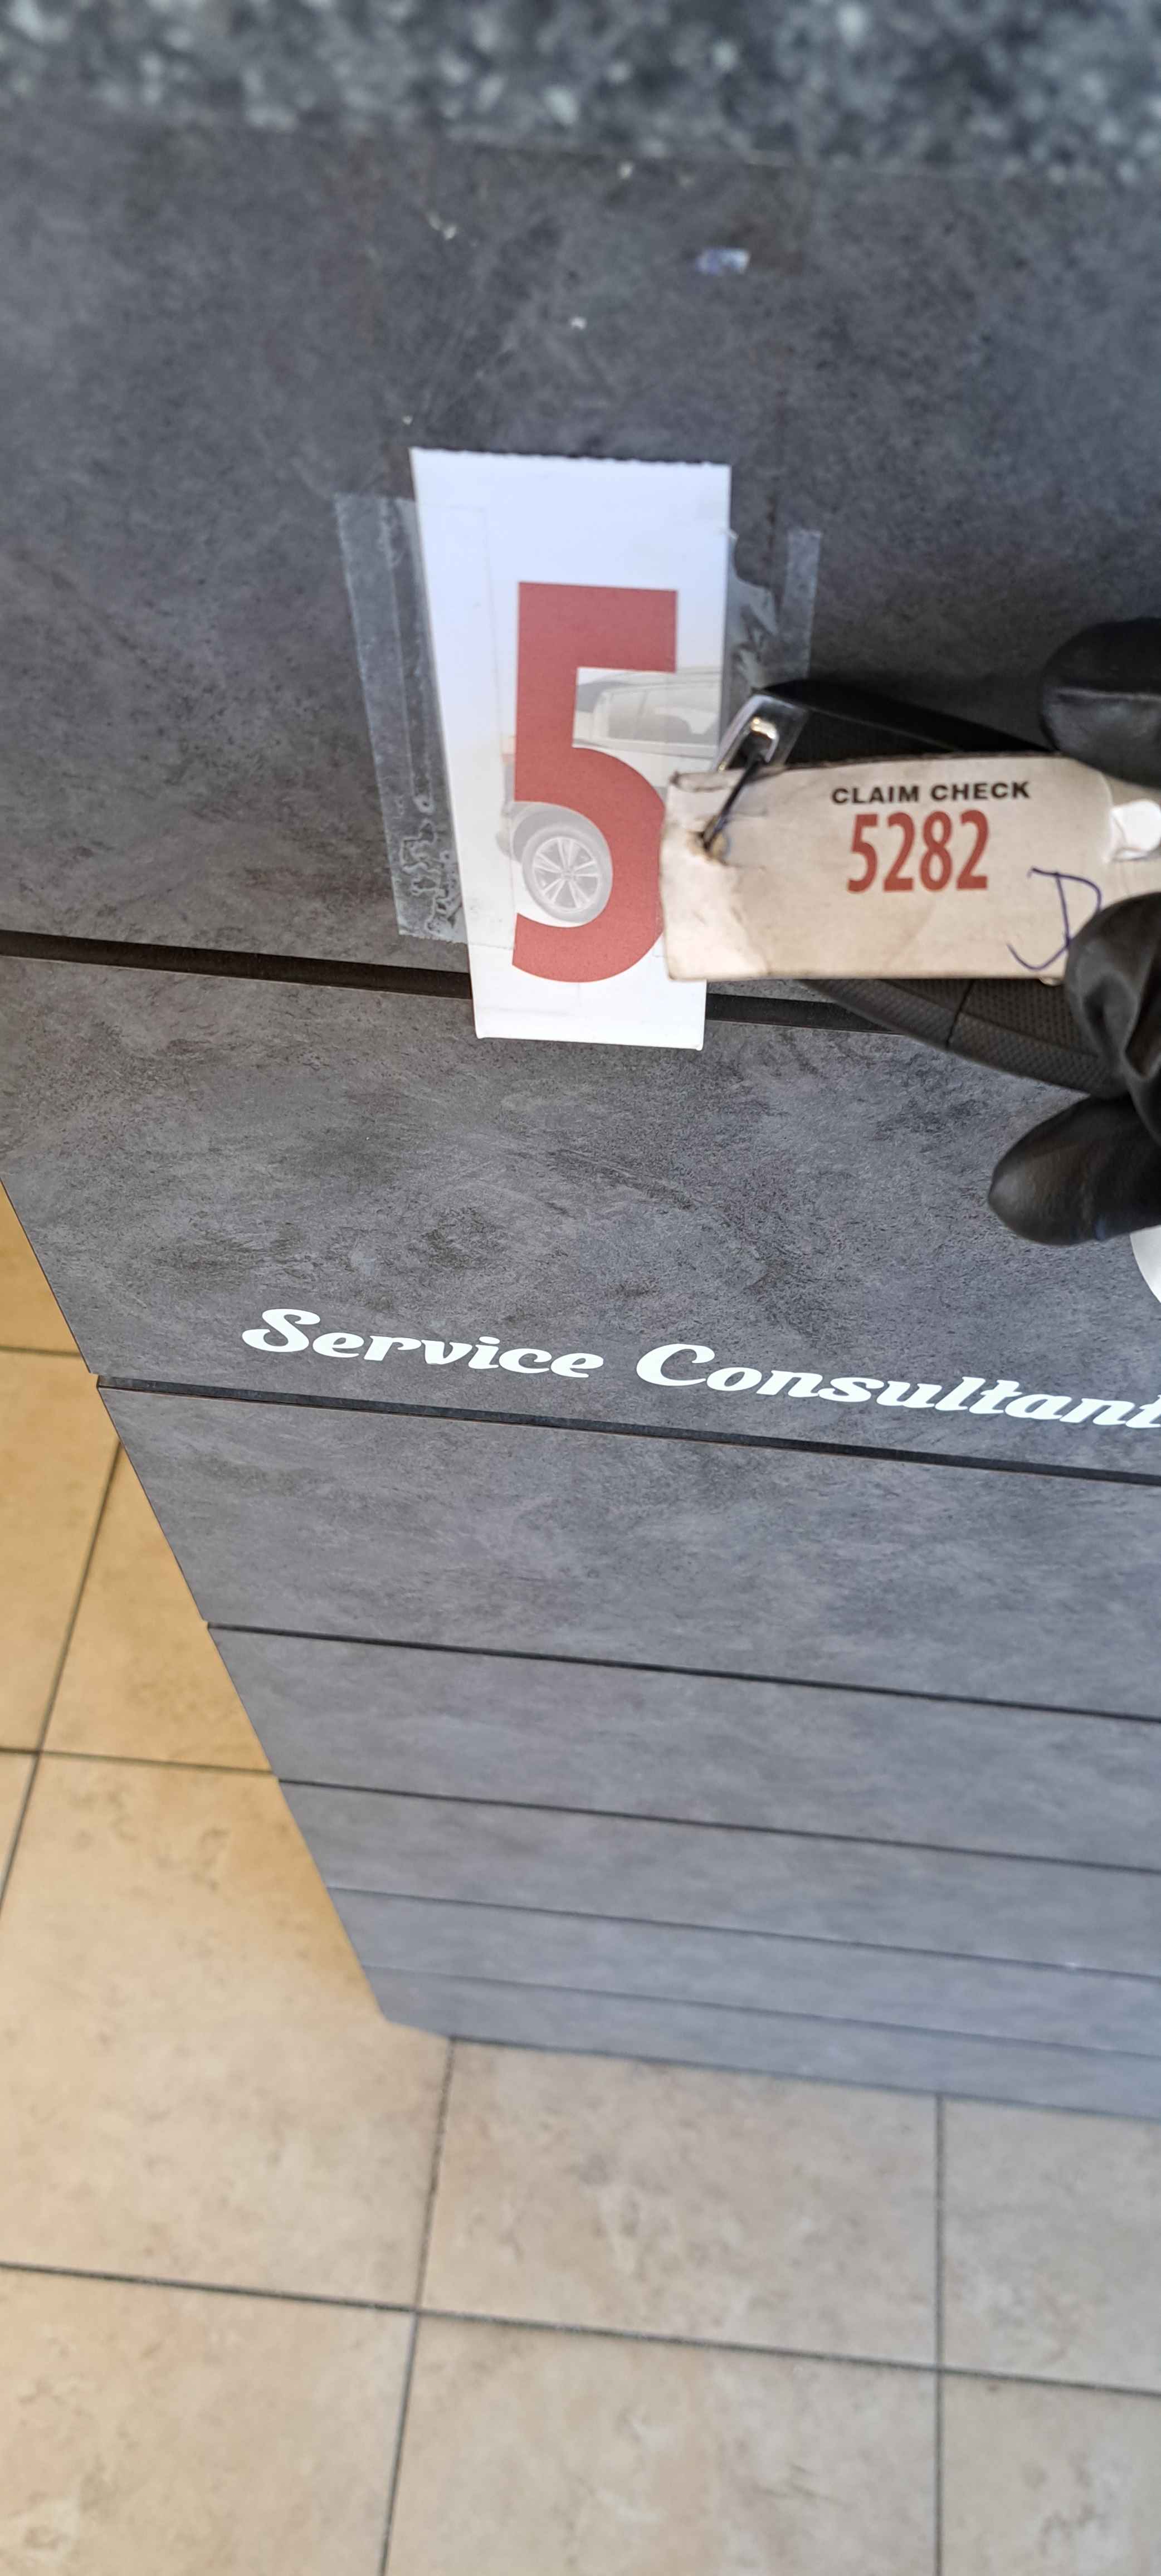 5
CLAIM CHECK
5282
Service Consultant